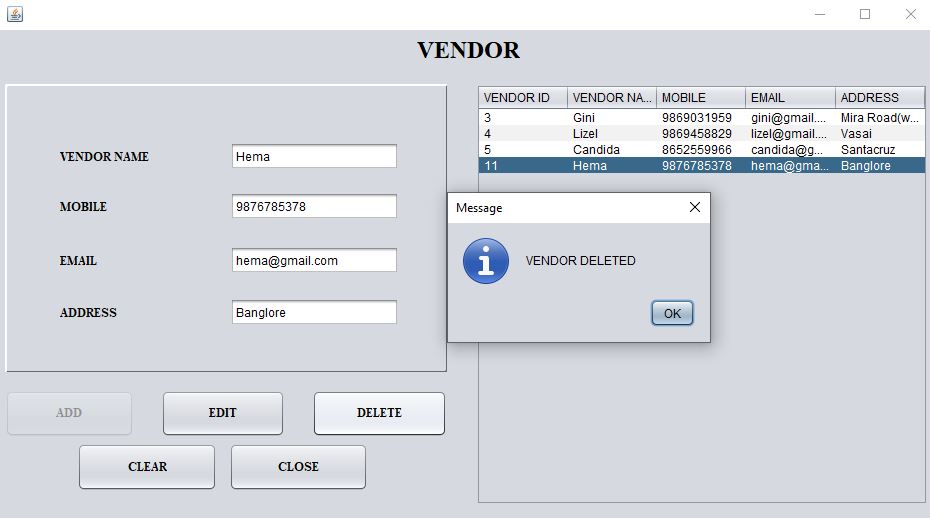 VENDOR
VENDOR NAME Hema
MOBILE 9876785378
EMAIL hema@gmail.com
ADDRESS Banglore
ADD EDIT DELETE
CLEAR CLOSE
VENDOR ID VENDOR NA... MOBILE EMAIL ADDRESS
3 Gini 9869031959 gini@gmail.... Mira Road(w...
4 Lizel 9869458829 lizel@gmail.... Vasai
5 Candida 8652559966 candida@g... Santacruz
11 Hema 9876785378 hema@gma... Banglore
Message
VENDOR DELETED
OK